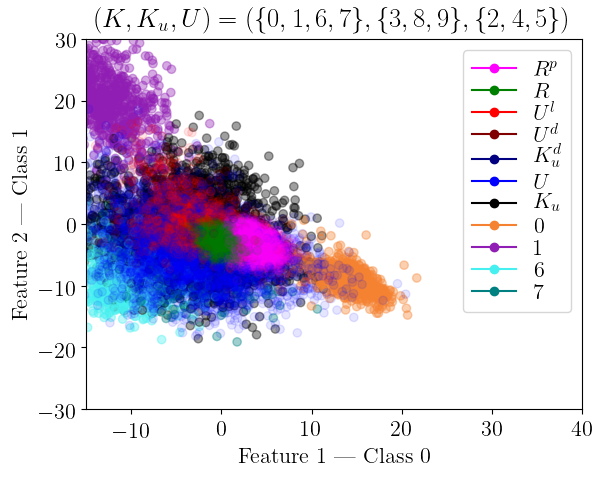 (K, K_u, U) = ({0, 1, 6, 7}, {3, 8, 9}, {2, 4, 5})
30
20
10
0
−10
−20
−30
Feature 2 — Class 1
R^p
R
U^l
U^d
K_u^d
U
K_u
0
1
6
7
−10
0
10
20
30
40
Feature 1 — Class 0